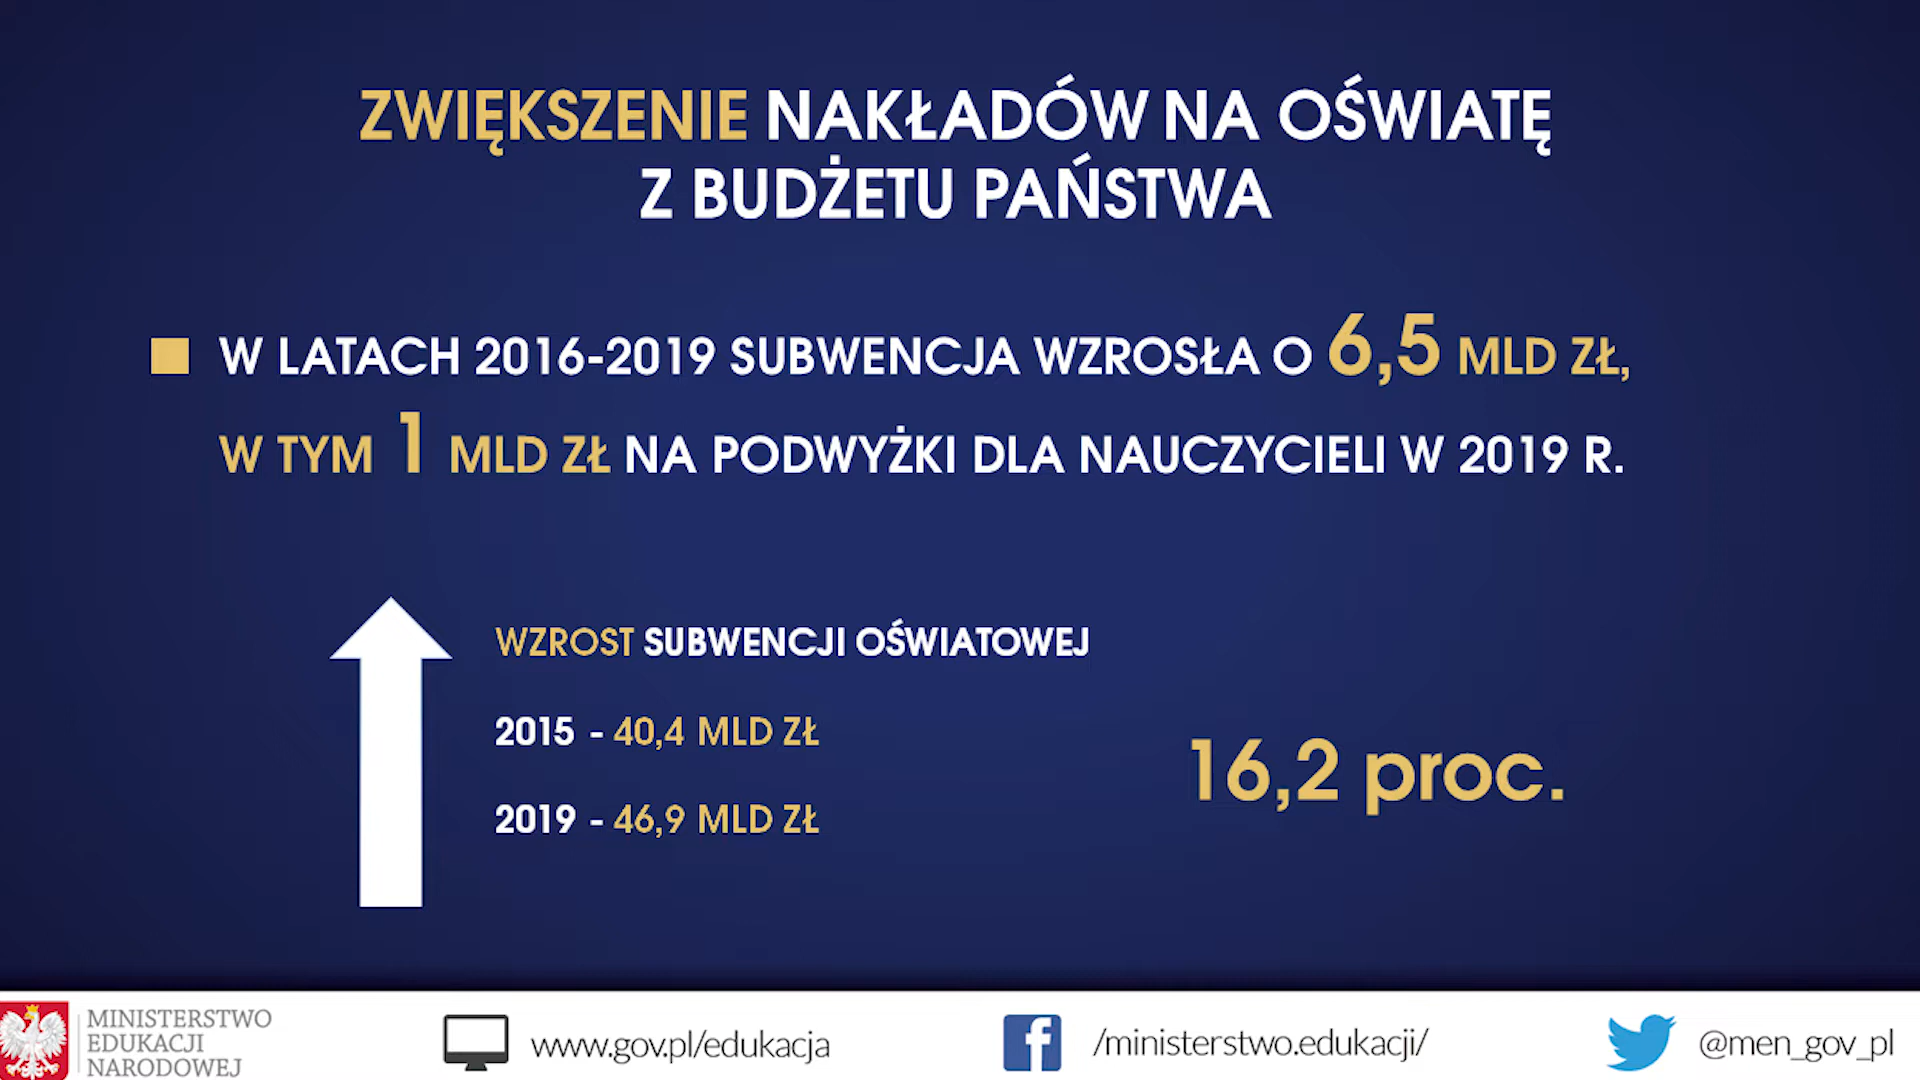 ZWIĘKSZENIE NAKŁADÓW NA OŚWIATĘ
Z BUDŻETU PAŃSTWA
W LATACH 2016-2019 SUBWENCJA WZROSŁA O 6,5 MLD ZŁ,
W TYM 1 MLD ZŁ NA PODWYŻKI DLA NAUCZYCIELI W 2019 R.
WZROST SUBWENCJI OŚWIATOWEJ
2015 - 40,4 MLD ZŁ
2019 - 46,9 MLD ZŁ
16,2 proc.
MINISTERSTWO
EDUKACJI
NARODOWEJ
www.gov.pl/edukacja
/ministerstwo.edukacji/
@men_gov_pl